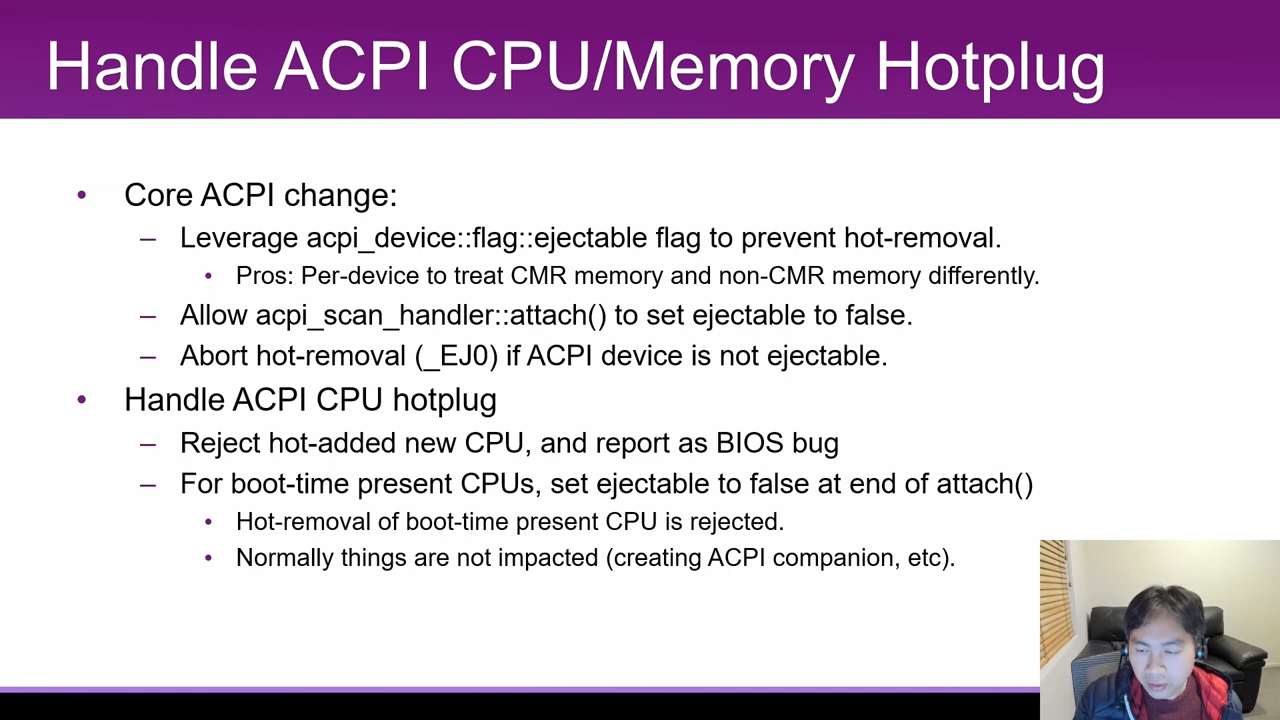 Handle ACPI CPU/Memory Hotplug
• Core ACPI change:
– Leverage acpi_device::flag::ejectable flag to prevent hot-removal.
• Pros: Per-device to treat CMR memory and non-CMR memory differently.
– Allow acpi_scan_handler::attach() to set ejectable to false.
– Abort hot-removal (_EJ0) if ACPI device is not ejectable.
• Handle ACPI CPU hotplug
– Reject hot-added new CPU, and report as BIOS bug
– For boot-time present CPUs, set ejectable to false at end of attach()
• Hot-removal of boot-time present CPU is rejected.
• Normally things are not impacted (creating ACPI companion, etc).